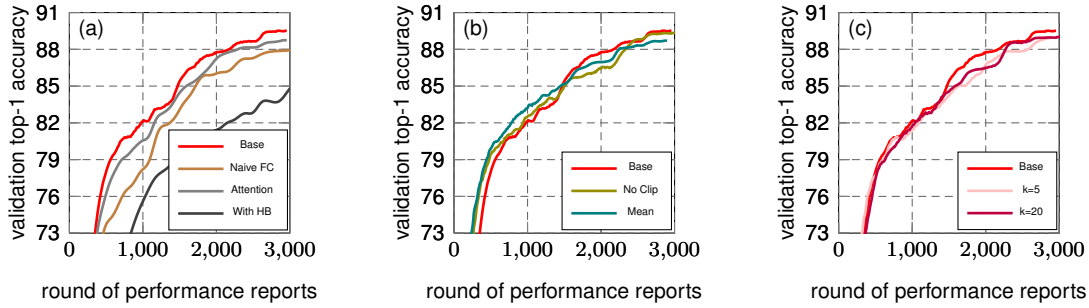 (a)
validation top-1 accuracy
91
88
85
82
79
76
73
Base
Naive FC
Attention
With HB
0 1,000 2,000 3,000
round of performance reports
(b)
validation top-1 accuracy
91
88
85
82
79
76
73
Base
No Clip
Mean
0 1,000 2,000 3,000
round of performance reports
(c)
validation top-1 accuracy
91
88
85
82
79
76
73
Base
k=5
k=20
0 1,000 2,000 3,000
round of performance reports